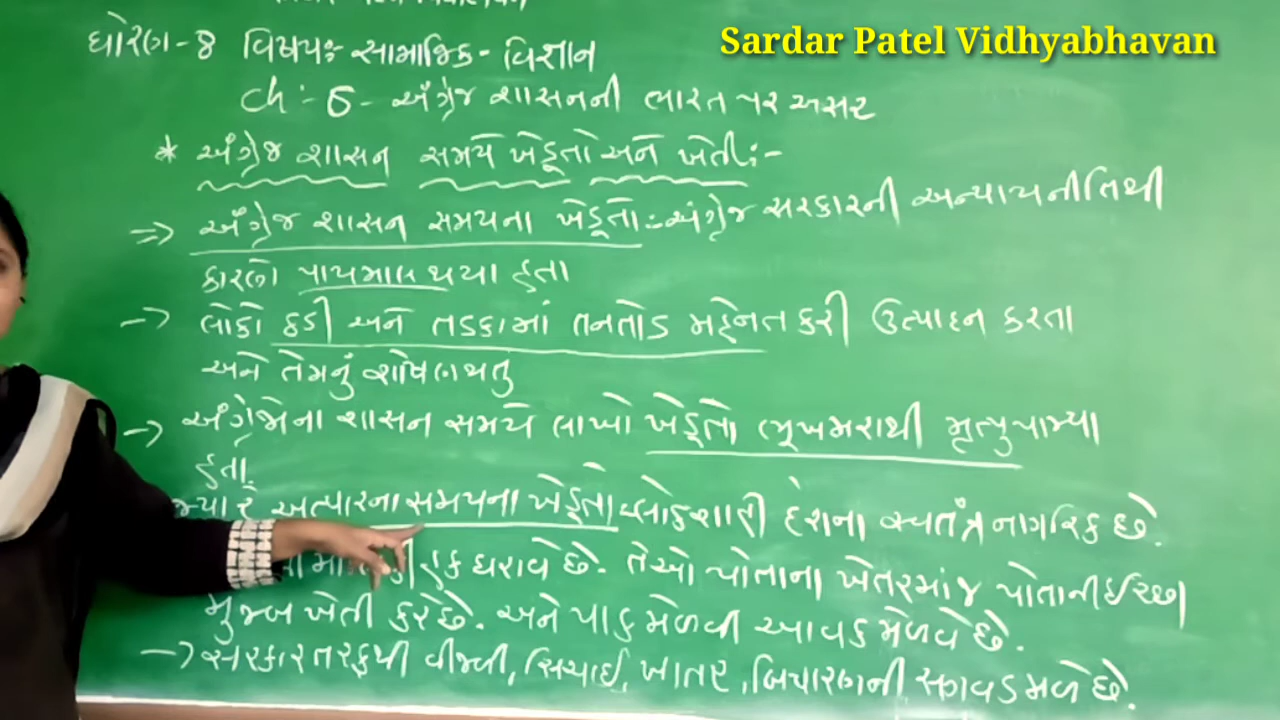 Sardar Patel Vidhyabhavan
ધોરણ-8 વિષયઃ- સામાજિક-વિજ્ઞાન
Ch:-5- અંગ્રેજ શાસનની ભારત પર અસર
* અંગ્રેજ શાસન સમયે ખેડૂતો અને ખેતીઃ-
=> અંગ્રેજ શાસન સમયના ખેડૂતોઃ-અંગ્રેજ સરકારની અન્યાય નીતિથી
કારણે પાયમાલ થયા હતા
-> લોકો ઠંડી અને તડકામાં તનતોડ મહેનત કરી ઉત્પાદન કરતા
અને તેમનું શોષણ થતુ
-> અંગ્રેજોના શાસન સમયે લાખો ખેડૂતો ભૂખમરાથી મૃત્યુપામ્યા
હતા.
જ્યારે અત્યારના સમયના ખેડૂતો લોકશાહી દેશના સ્વતંત્ર નાગરિક છે.
હક ધરાવે છે. તેઓ પોતાના ખેતરમાં જ પોતાની ઈચ્છા
મુજબ ખેતી કરે છે. અને પાક મેળવી આવક મેળવે છે.
-> સરકાર તરફથી વીજળી, સિંચાઈ, ખાતર, બિયારણની સગવડ મળે છે.